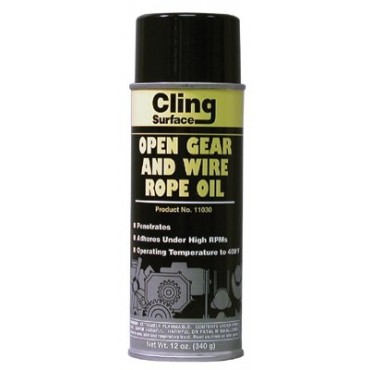 Cling
Surface
OPEN GEAR
AND WIRE
ROPE OIL
Product No. 11030
Penetrates
Adheres Under High RPMs
Operating Temperature to 400°F
Net Wt. 12 oz. (340 g)